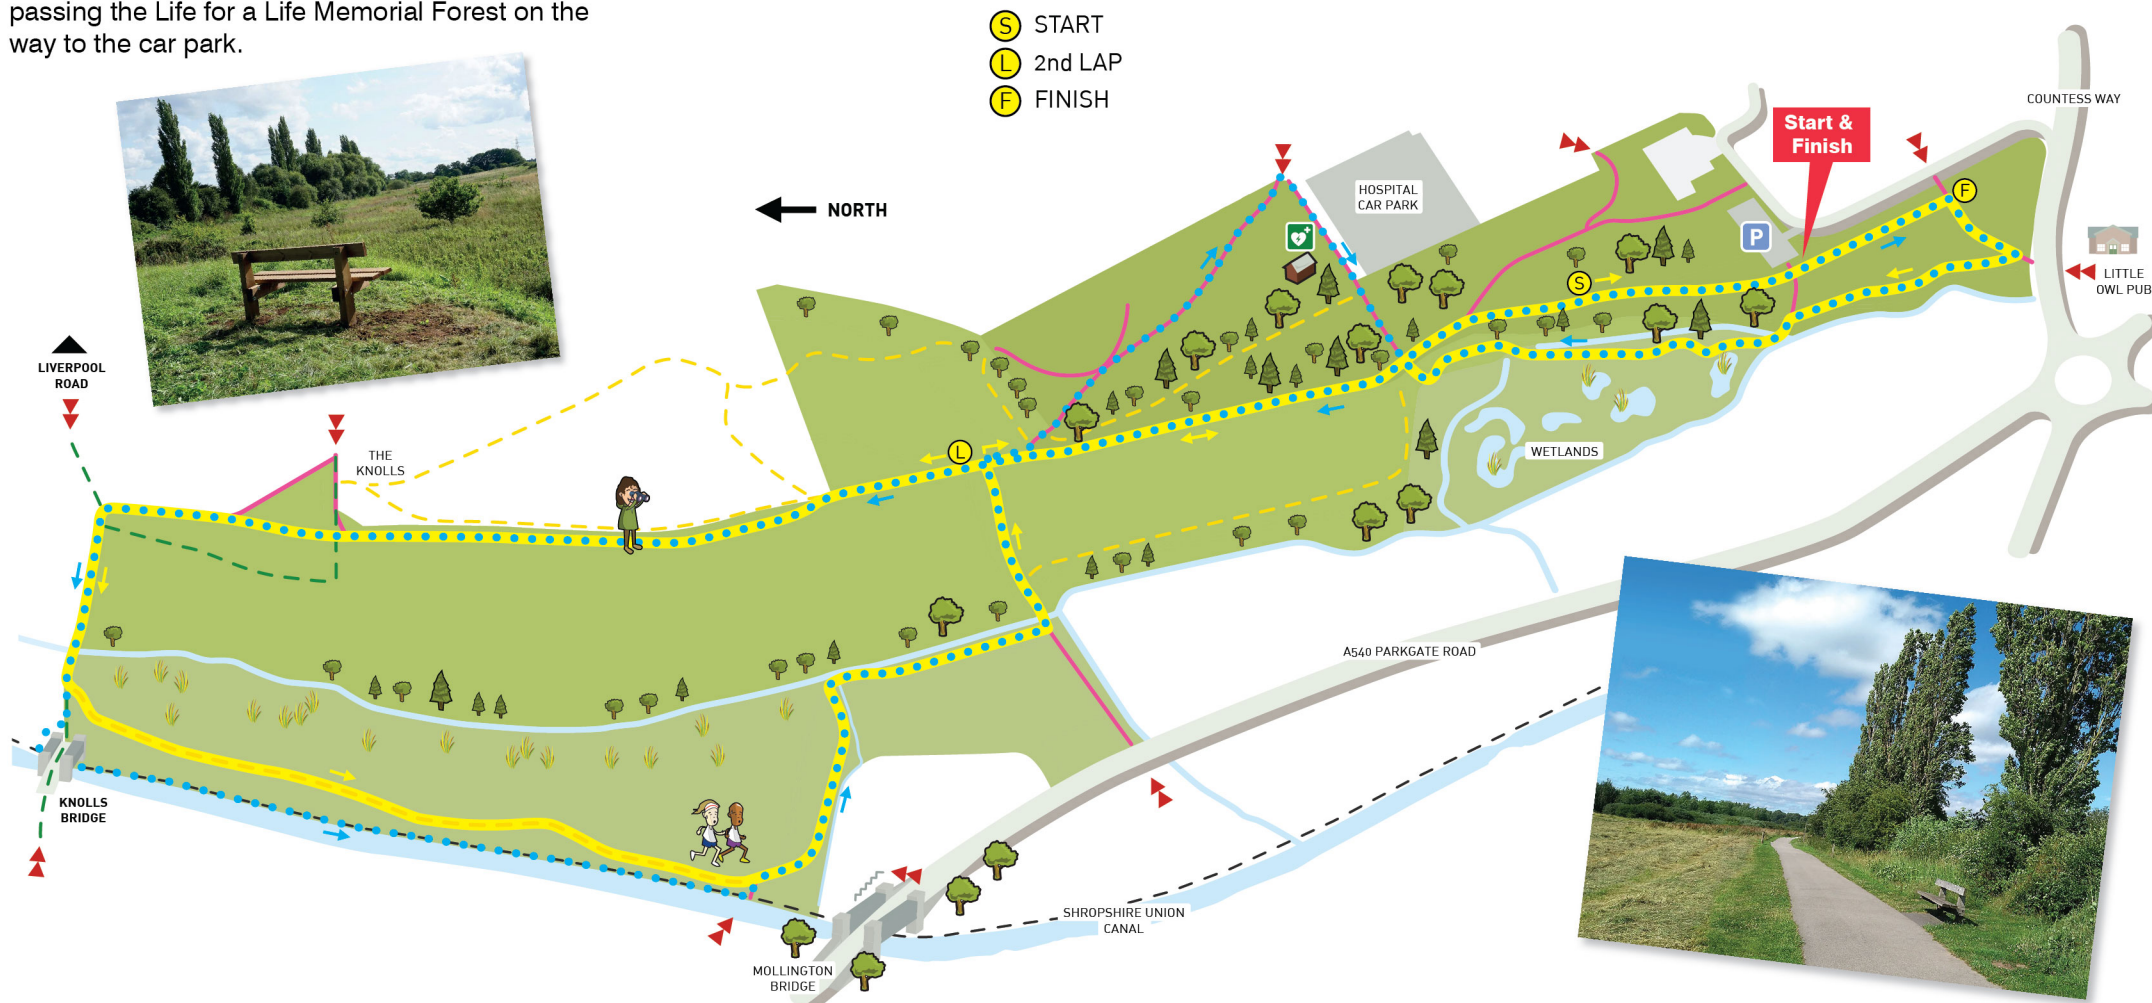 passing the Life for a Life Memorial Forest on the
way to the car park.
S START
L 2nd LAP
F FINISH
COUNTESS WAY
Start &
Finish
HOSPITAL
CAR PARK
NORTH
F
P
S
LITTLE
OWL PUB
LIVERPOOL
ROAD
THE
KNOLLS
L
WETLANDS
A540 PARKGATE ROAD
KNOLLS
BRIDGE
SHROPSHIRE UNION
CANAL
MOLLINGTON
BRIDGE